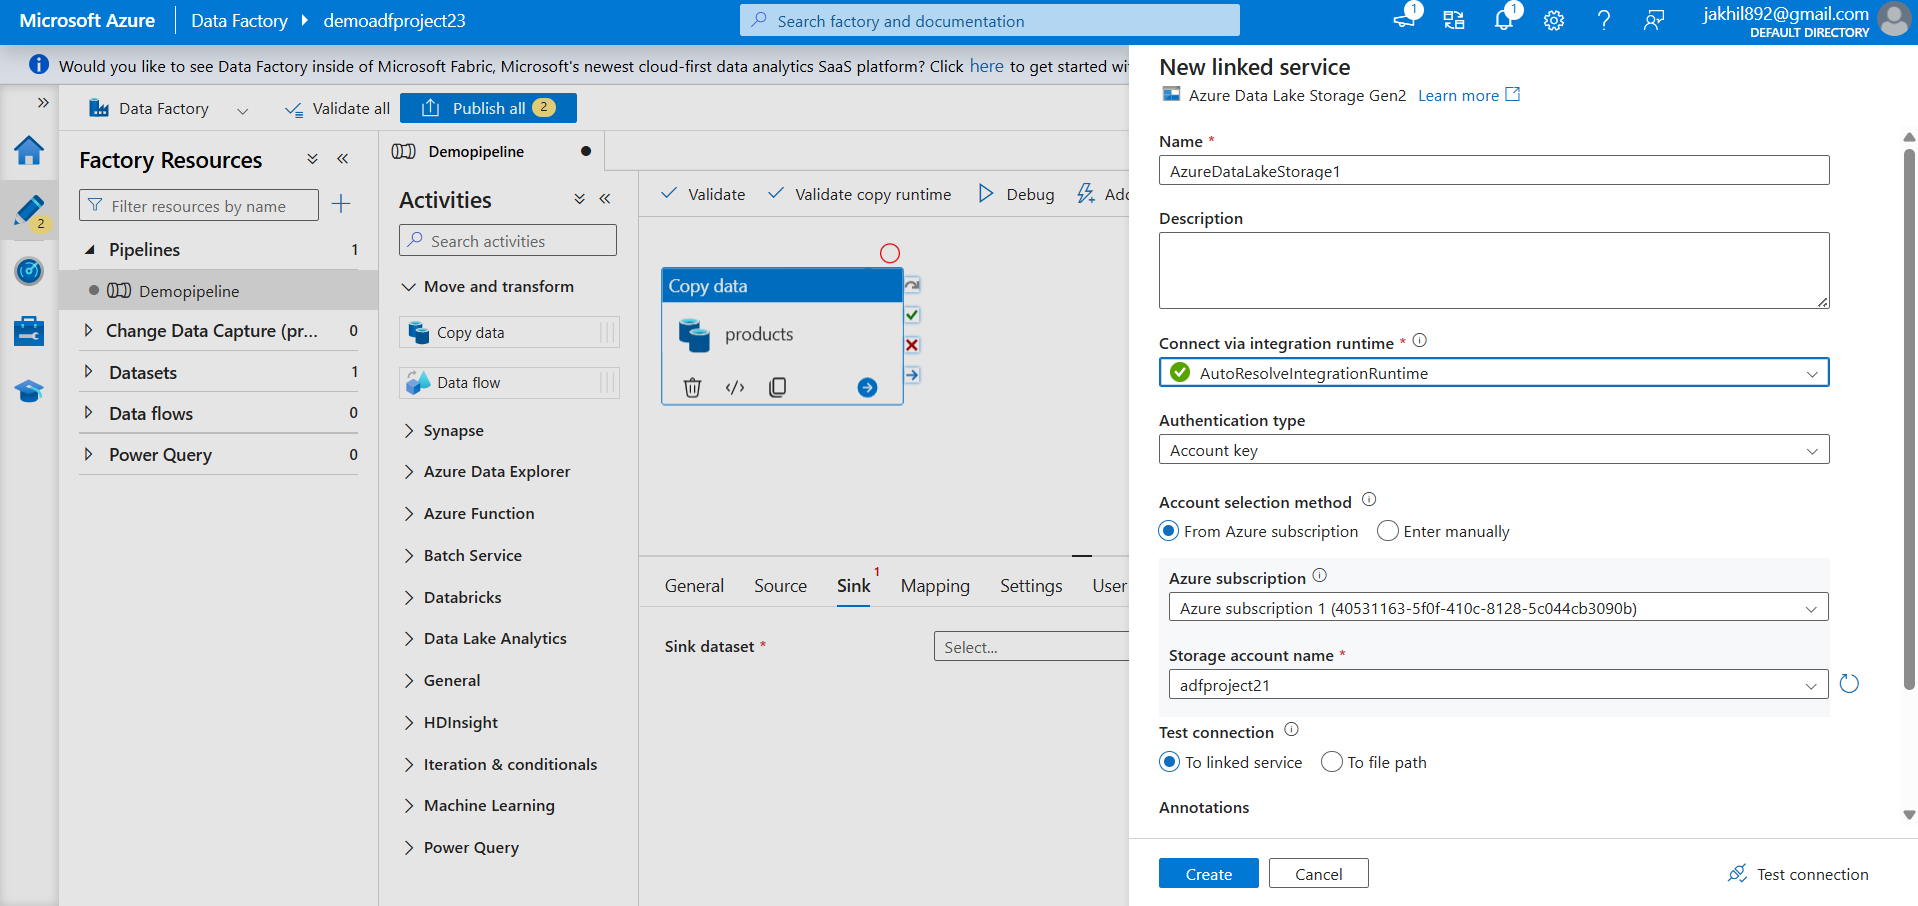 Microsoft Azure
Data Factory
demoadfproject23
Search factory and documentation
1
1
jakhil892@gmail.com
DEFAULT DIRECTORY
Would you like to see Data Factory inside of Microsoft Fabric, Microsoft's newest cloud-first data analytics SaaS platform? Click here to get started wi
Data Factory
Validate all
Publish all 2
2
Factory Resources
Filter resources by name
Pipelines 1
Demopipeline
Change Data Capture (pr... 0
Datasets 1
Data flows 0
Power Query 0
Demopipeline
Activities
Search activities
Move and transform
Copy data
Data flow
Synapse
Azure Data Explorer
Azure Function
Batch Service
Databricks
Data Lake Analytics
General
HDInsight
Iteration & conditionals
Machine Learning
Power Query
Validate
Validate copy runtime
Debug
Add
Copy data
products
General
Source
Sink 1
Mapping
Settings
User
Sink dataset *
Select...
New linked service
Azure Data Lake Storage Gen2 Learn more
Name *
AzureDataLakeStorage1
Description
Connect via integration runtime *
AutoResolveIntegrationRuntime
Authentication type
Account key
Account selection method
From Azure subscription
Enter manually
Azure subscription
Azure subscription 1 (40531163-5f0f-410c-8128-5c044cb3090b)
Storage account name *
adfproject21
Test connection
To linked service
To file path
Annotations
Create
Cancel
Test connection